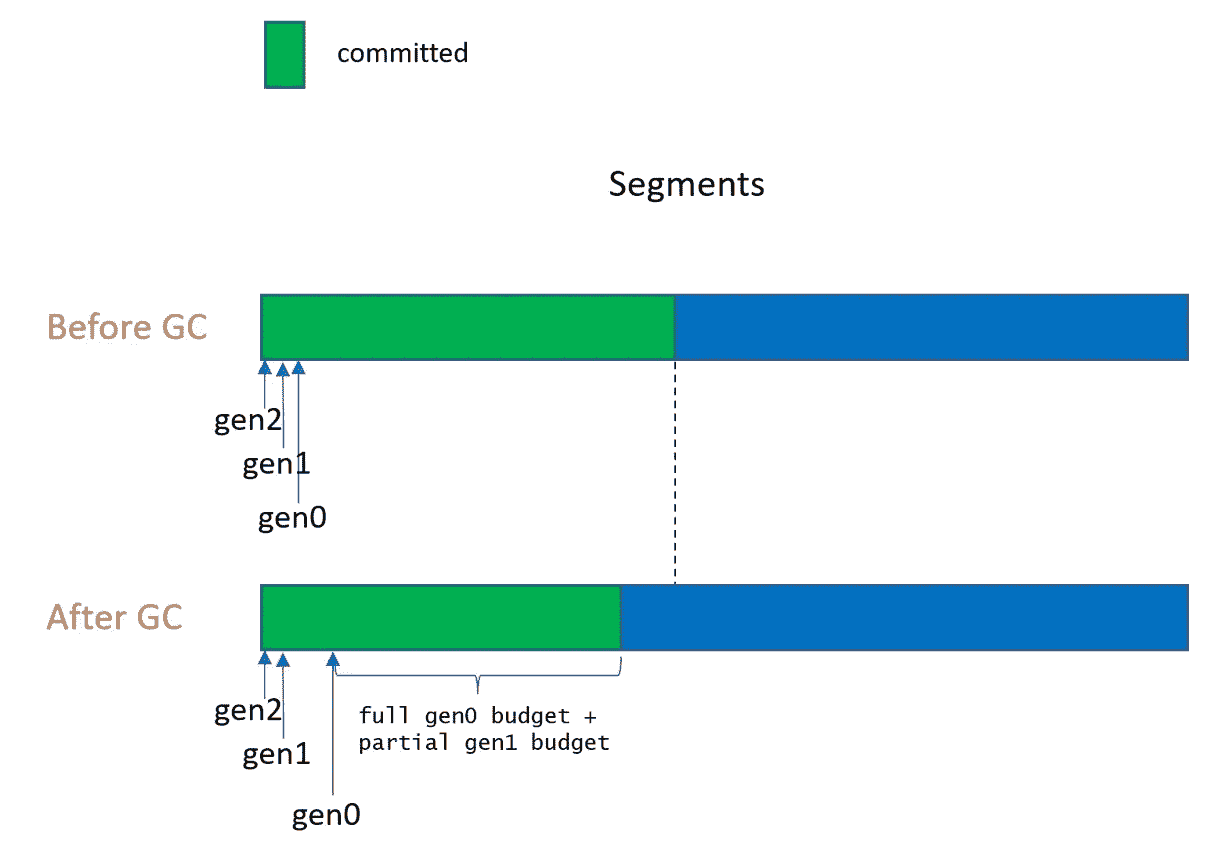 committed
Segments
Before GC
gen2
gen1
gen0
After GC
gen2
gen1
full gen0 budget +
partial gen1 budget
gen0